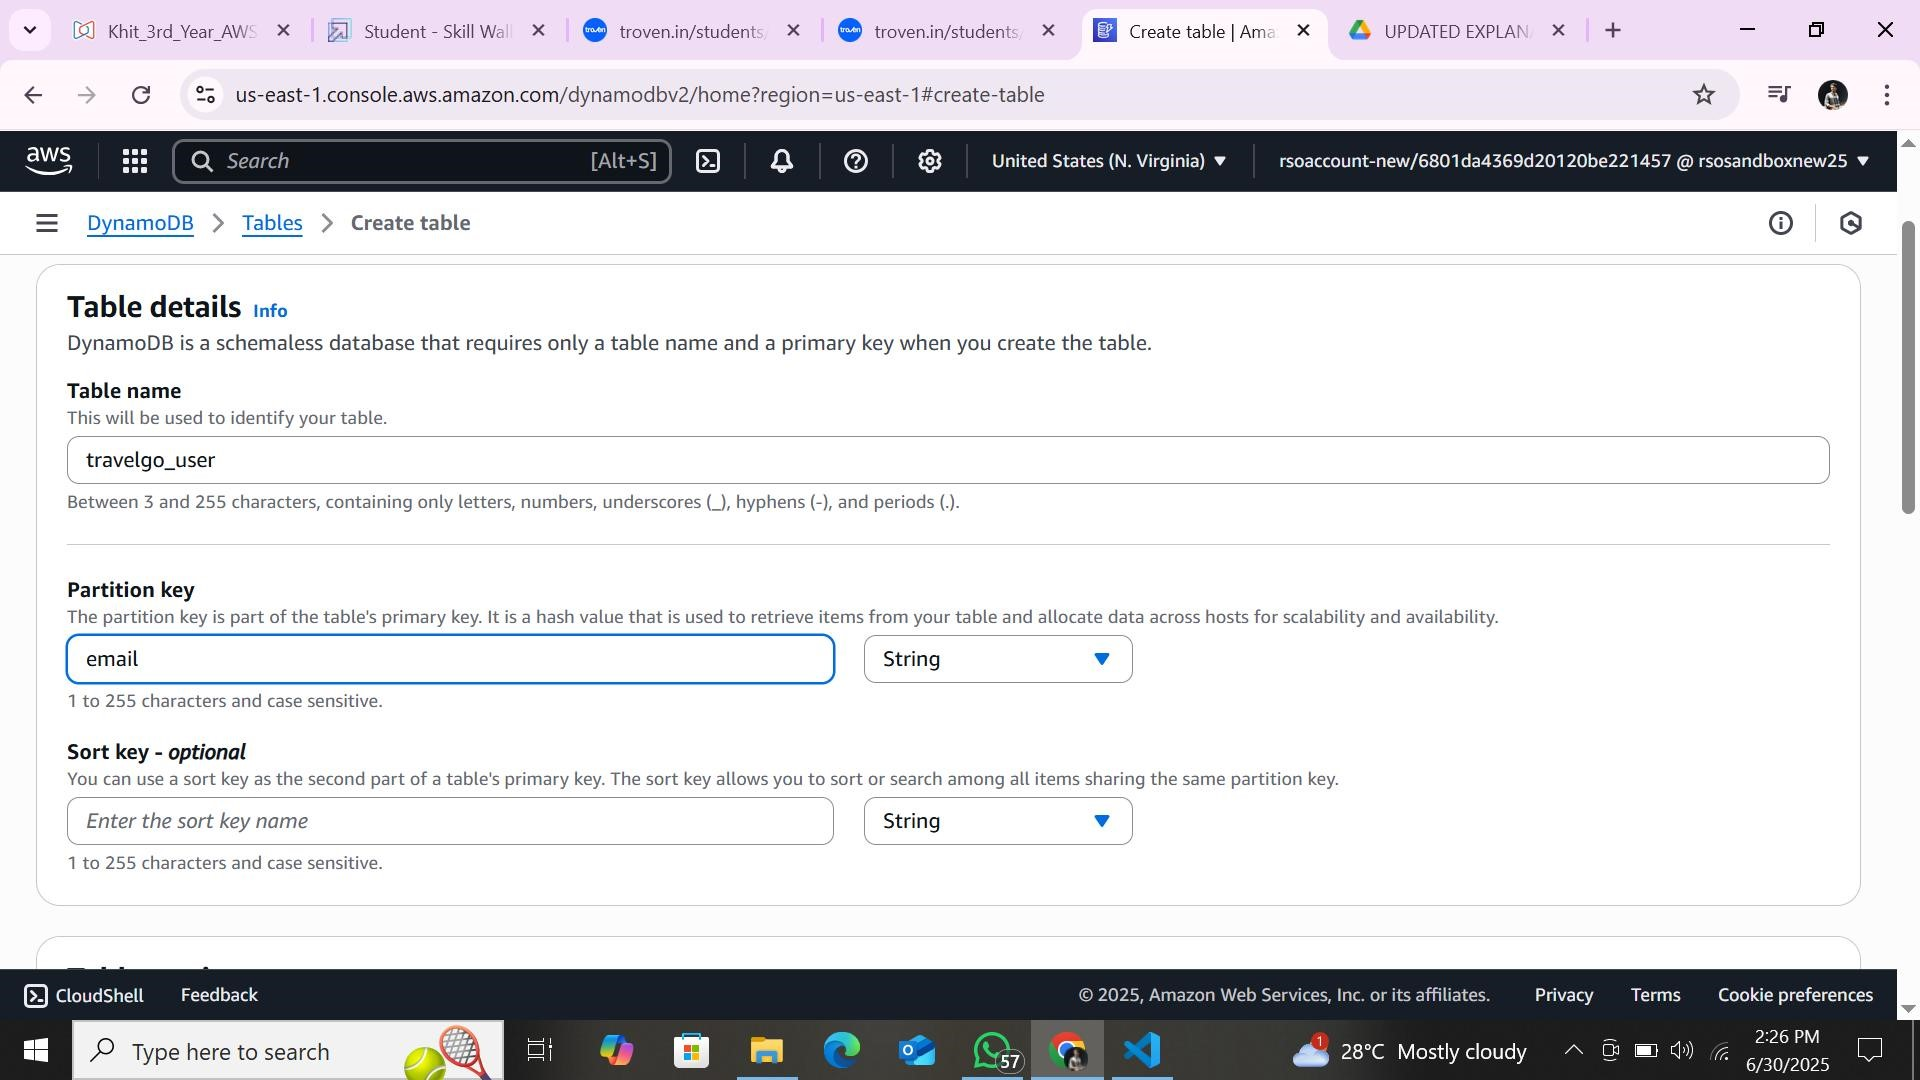 Khit_3rd_Year_AWS
Student - Skill Wall
troven.in/students/
troven.in/students/
Create table | Ama
UPDATED EXPLAN
us-east-1.console.aws.amazon.com/dynamodbv2/home?region=us-east-1#create-table
aws
Search
[Alt+S]
United States (N. Virginia)
rsoaccount-new/6801da4369d20120be221457 @ rsosandboxnew25
DynamoDB
Tables
Create table
Table details Info
DynamoDB is a schemaless database that requires only a table name and a primary key when you create the table.
Table name
This will be used to identify your table.
travelgo_user
Between 3 and 255 characters, containing only letters, numbers, underscores (_), hyphens (-), and periods (.).
Partition key
The partition key is part of the table's primary key. It is a hash value that is used to retrieve items from your table and allocate data across hosts for scalability and availability.
email
String
1 to 255 characters and case sensitive.
Sort key - optional
You can use a sort key as the second part of a table's primary key. The sort key allows you to sort or search among all items sharing the same partition key.
Enter the sort key name
String
1 to 255 characters and case sensitive.
CloudShell
Feedback
© 2025, Amazon Web Services, Inc. or its affiliates.
Privacy
Terms
Cookie preferences
Type here to search
57
1
28°C Mostly cloudy
2:26 PM
6/30/2025